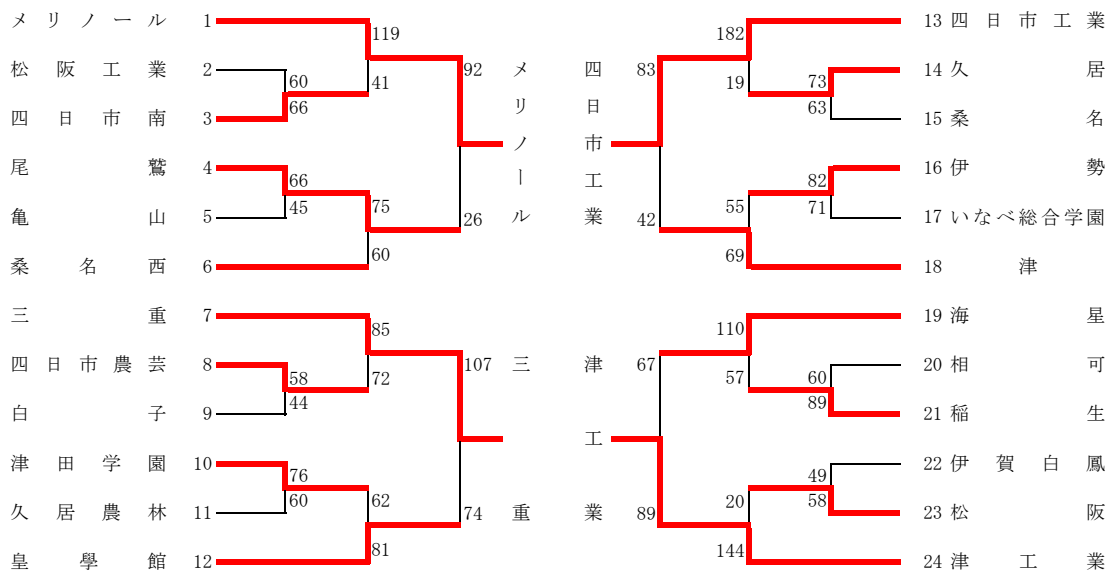 メリノール 1
119
松阪工業 2
60
41
66
四日市南 3
92
メリノール
尾鷲 4
66
45
亀山 5
75
60
桑名西 6
26
三重 7
85
四日市農芸 8
58
44
72
白子 9
107
三重
津田学園 10
76
60
久居農林 11
62
81
皇學館 12
74
13 四日市工業
182
14 久居
73
63
19
15 桑名
83
四日市工業
16 伊勢
82
71
17 いなべ総合学園
55
69
18 津
42
19 海星
110
20 相可
60
89
57
21 稲生
67
津工業
22 伊賀白鳳
49
58
23 松阪
20
144
24 津工業
89